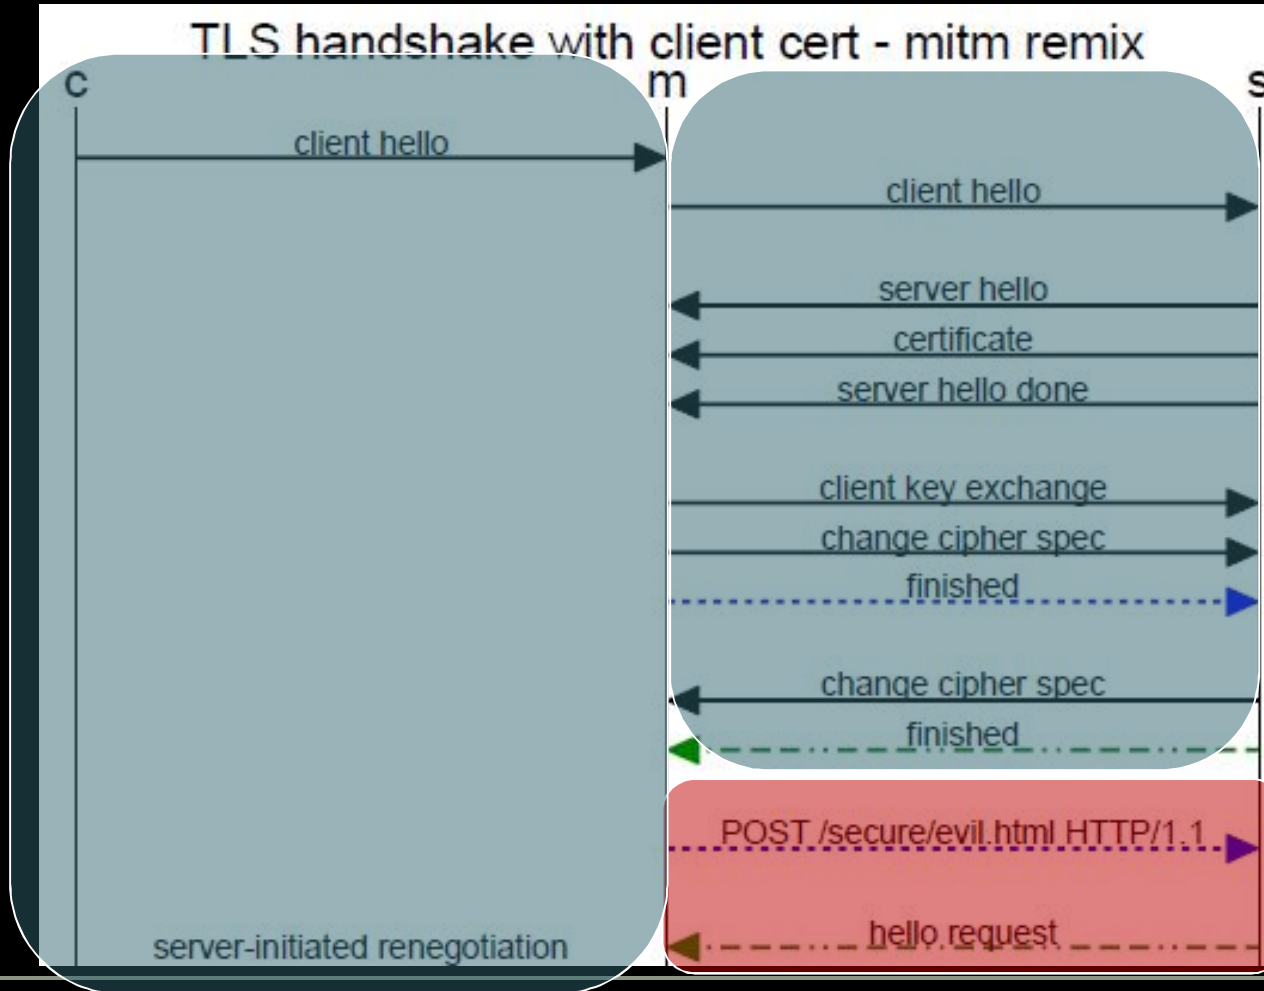 TLS handshake with client cert - mitm remix
c m s
client hello
client hello
server hello
certificate
server hello done
client key exchange
change cipher spec
finished
change cipher spec
finished
POST /secure/evil.html HTTP/1.1
hello request
server-initiated renegotiation